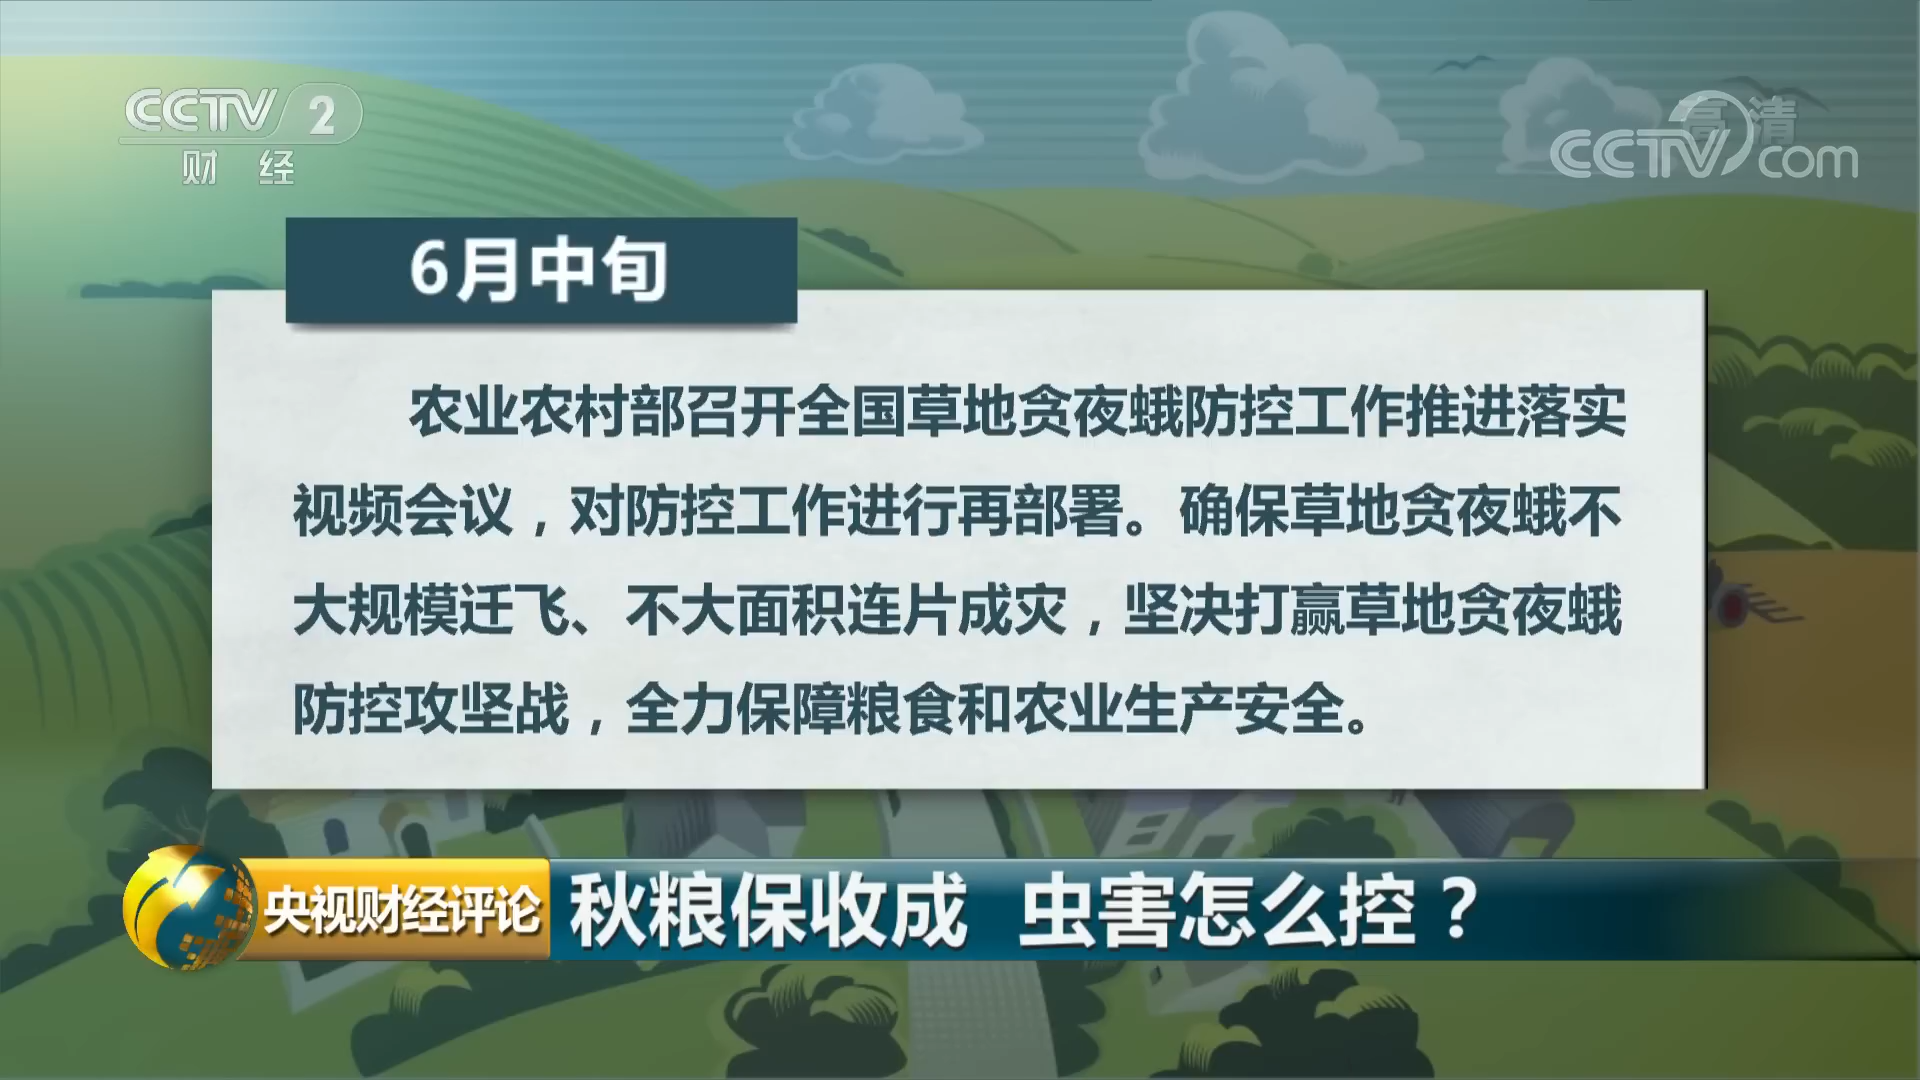 CCTV 2
财 经
高清
CCTV com
6月中旬
农业农村部召开全国草地贪夜蛾防控工作推进落实
视频会议，对防控工作进行再部署。确保草地贪夜蛾不
大规模迁飞、不大面积连片成灾，坚决打赢草地贪夜蛾
防控攻坚战，全力保障粮食和农业生产安全。
央视财经评论
秋粮保收成 虫害怎么控？